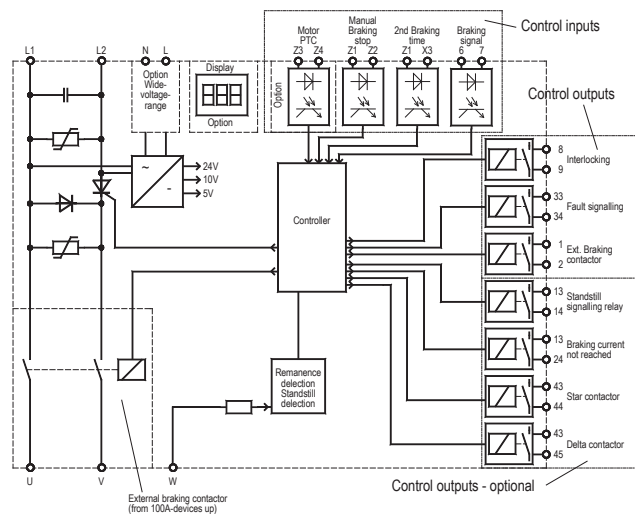 Control inputs
Motor
PTC
Z3 Z4
Manual
Braking
stop
Z1 Z2
2nd Braking
time
Z1 X3
Braking
signal
6 7
L1
L2
N L
Option
Wide-
voltage-
range
Display
Option
Option
Control outputs
8
Interlocking
9
33
Fault signalling
34
1
Ext. Braking
contactor
2
13
Standstill
signalling relay
14
13
Braking current
not reached
24
43
Star contactor
44
43
Delta contactor
45
~
-
24V
10V
5V
Controller
Remanence
delection
Standstill
delection
U
V
W
External braking contactor
(from 100A-devices up)
Control outputs - optional